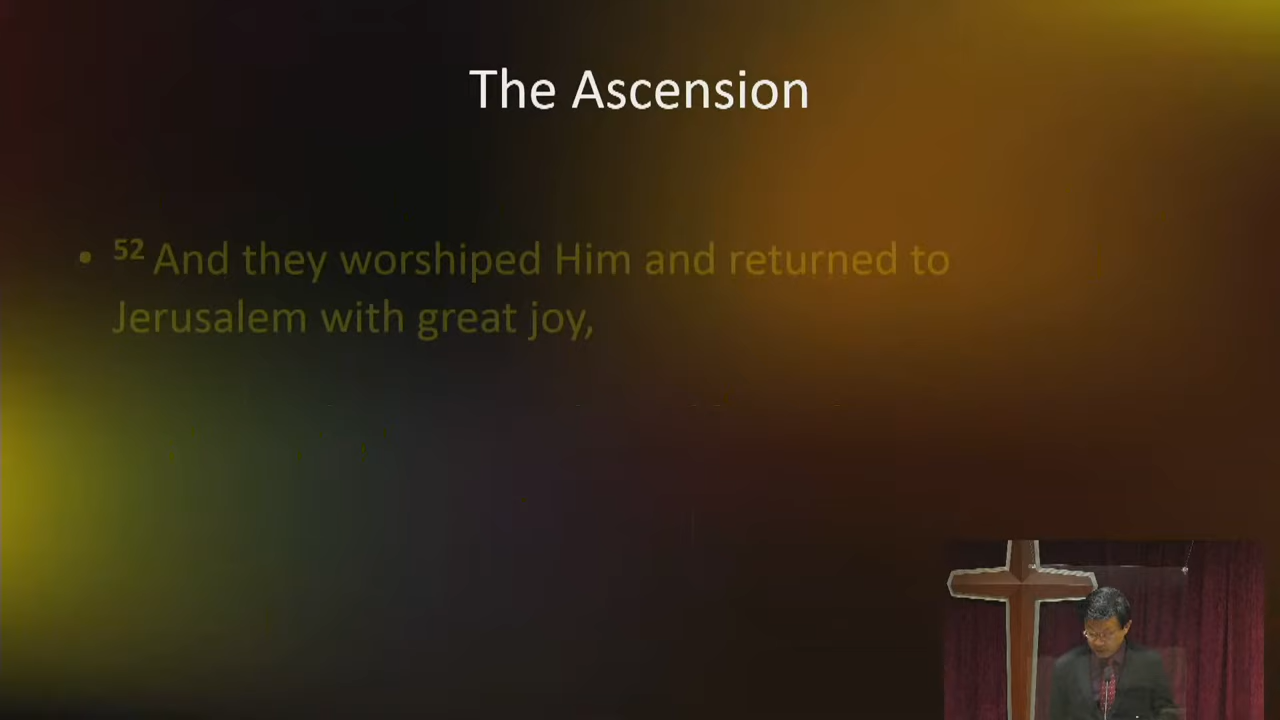 The Ascension
• 52 And they worshiped Him and returned to
Jerusalem with great joy,